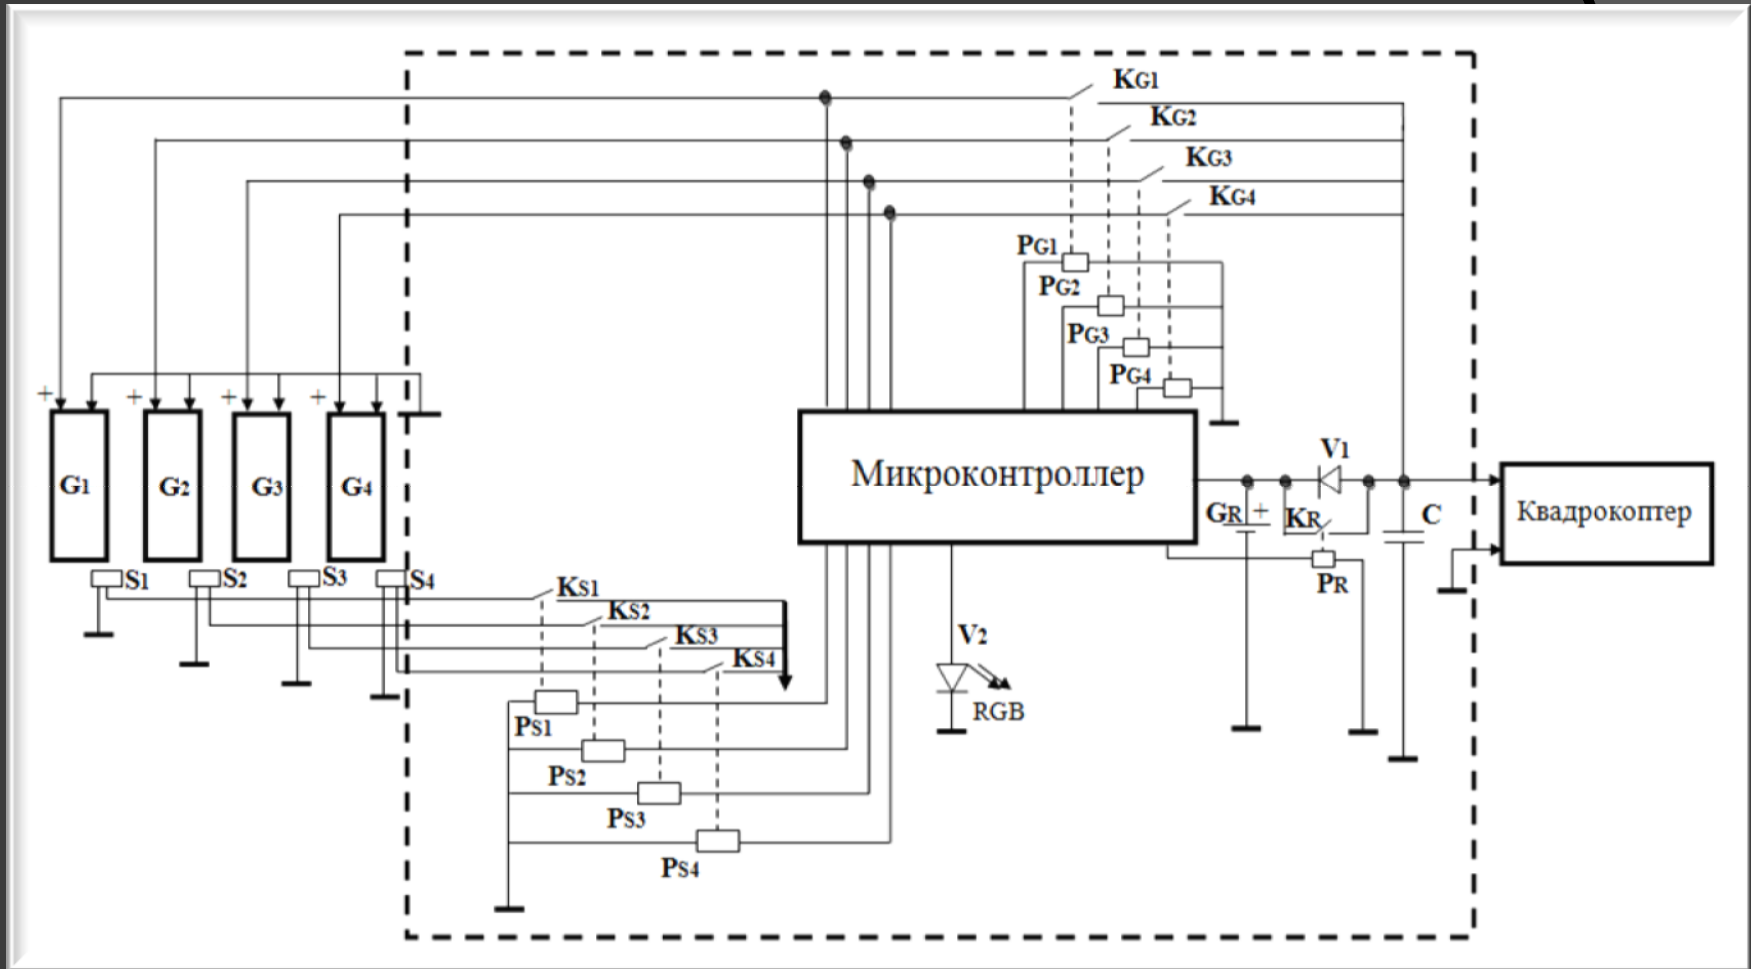 KG1
KG2
KG3
KG4
PG1
PG2
PG3
PG4
+ + + +
G1 G2 G3 G4
Микроконтроллер
V1
GR + KR C
Квадрокоптер
PR
S1 S2 S3 S4
KS1
KS2
KS3
KS4
V2
RGB
PS1
PS2
PS3
PS4